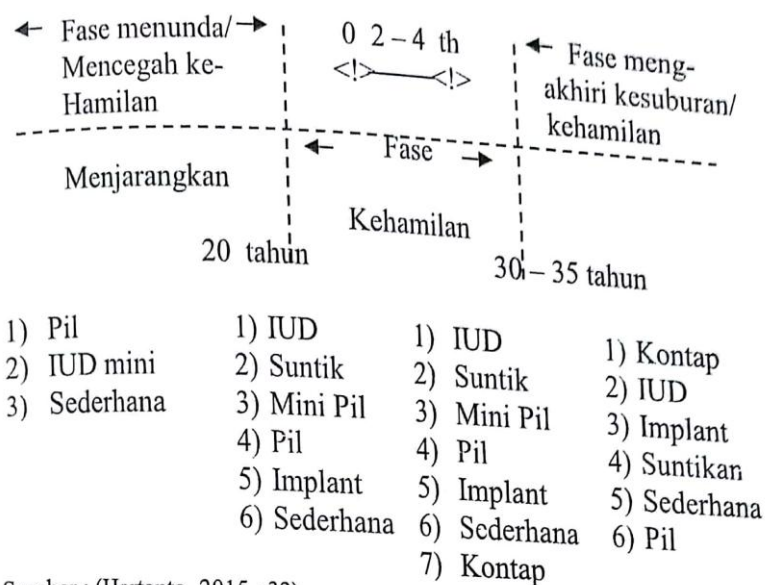 ← Fase menunda/→
Mencegah ke-
Hamilan
0 2 – 4 th
<!>――<!>
← Fase meng-
akhiri kesuburan/
kehamilan
Menjarangkan
← Fase →
Kehamilan
20 tahun
30 – 35 tahun
1) Pil
2) IUD mini
3) Sederhana
1) IUD
2) Suntik
3) Mini Pil
4) Pil
5) Implant
6) Sederhana
1) IUD
2) Suntik
3) Mini Pil
4) Pil
5) Implant
6) Sederhana
7) Kontap
1) Kontap
2) IUD
3) Implant
4) Suntikan
5) Sederhana
6) Pil